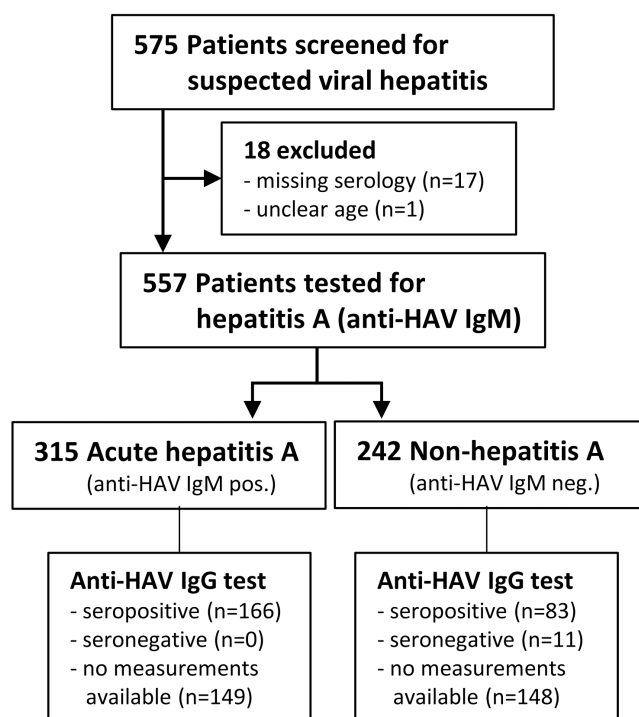 575 Patients screened for
suspected viral hepatitis
18 excluded
- missing serology (n=17)
- unclear age (n=1)
557 Patients tested for
hepatitis A (anti-HAV IgM)
315 Acute hepatitis A
(anti-HAV IgM pos.)
242 Non-hepatitis A
(anti-HAV IgM neg.)
Anti-HAV IgG test
- seropositive (n=166)
- seronegative (n=0)
- no measurements
available (n=149)
Anti-HAV IgG test
- seropositive (n=83)
- seronegative (n=11)
- no measurements
available (n=148)